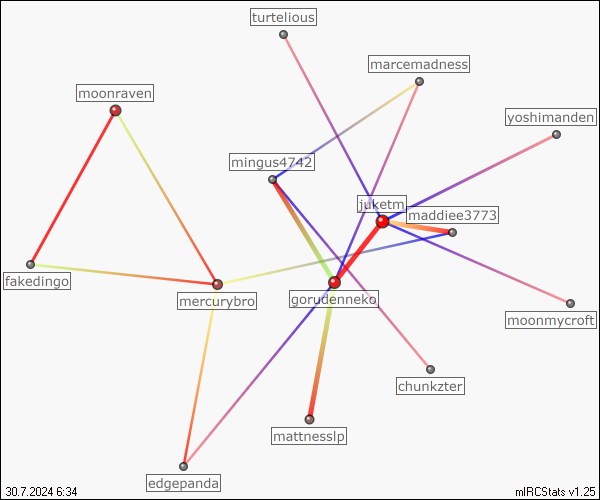 turtelious
marcemadness
moonraven
yoshimanden
mingus4742
juketm
maddiee3773
fakedingo
mercurybro
gorudenneko
moonmycroft
chunkzter
mattnesslp
edgepanda
30.7.2024 6:34
mIRCStats v1.25